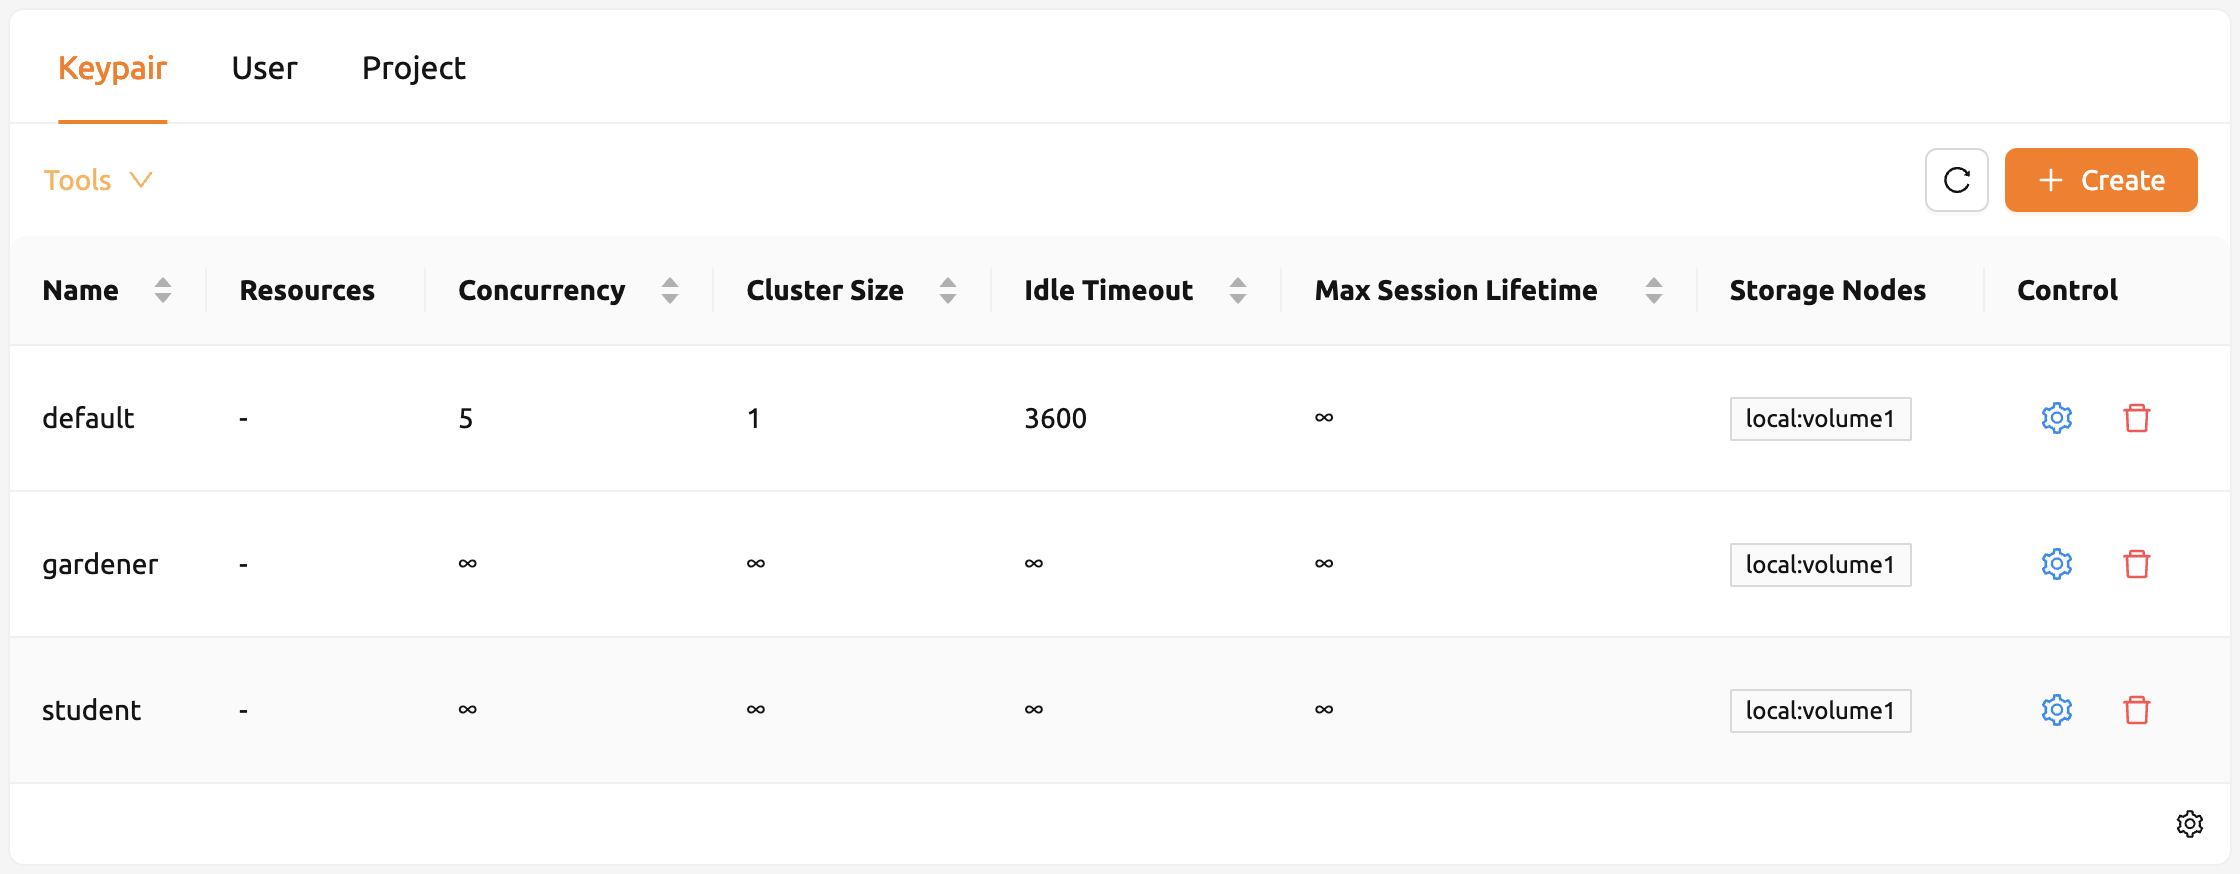 Keypair User Project
Tools
Create
Name Resources Concurrency Cluster Size Idle Timeout Max Session Lifetime Storage Nodes Control
default - 5 1 3600 ∞ local:volume1
gardener - ∞ ∞ ∞ ∞ local:volume1
student - ∞ ∞ ∞ ∞ local:volume1